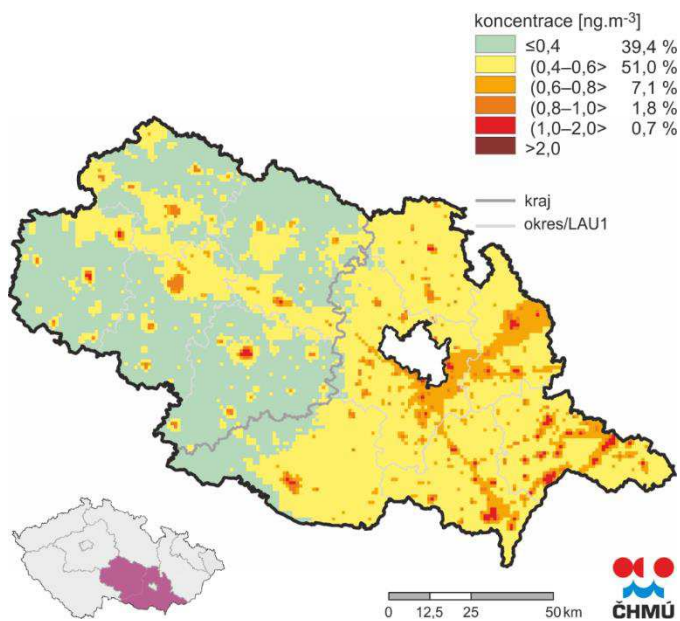 koncentrace [ng.m-³]
≤0,4 39,4 %
(0,4–0,6> 51,0 %
(0,6–0,8> 7,1 %
(0,8–1,0> 1,8 %
(1,0–2,0> 0,7 %
>2,0
kraj
okres/LAU1
0 12,5 25 50 km
ČHMÚ